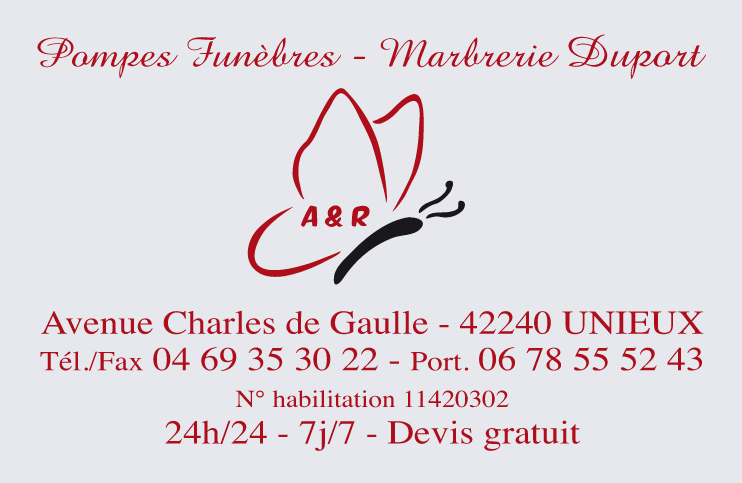 Pompes Funèbres - Marbrerie Duport
A & R
Avenue Charles de Gaulle - 42240 UNIEUX
Tél./Fax 04 69 35 30 22 - Port. 06 78 55 52 43
N° habilitation 11420302
24h/24 - 7j/7 - Devis gratuit